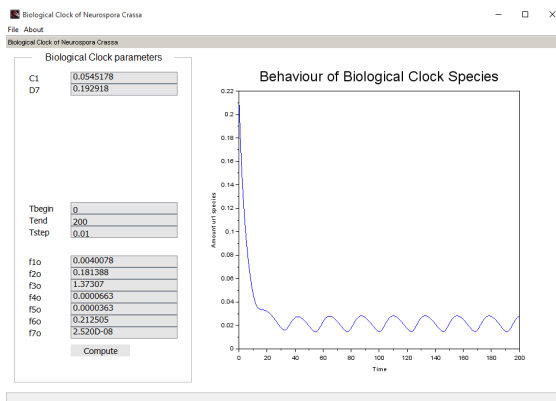 Biological Clock of Neurospora Crassa
File About
Biological Clock of Neurospora Crassa
Biological Clock parameters
C1 0.0545178
D7 0.192918
Tbegin 0
Tend 200
Tstep 0.01
f1o 0.0040078
f2o 0.181388
f3o 1.37307
f4o 0.0000663
f5o 0.0000363
f6o 0.212505
f7o 2.520D-08
Compute
Behaviour of Biological Clock Species
0.22
0.2
0.18
0.16
0.14
0.12
0.1
0.08
0.06
0.04
0.02
0
0 20 40 60 80 100 120 140 160 180 200
Time